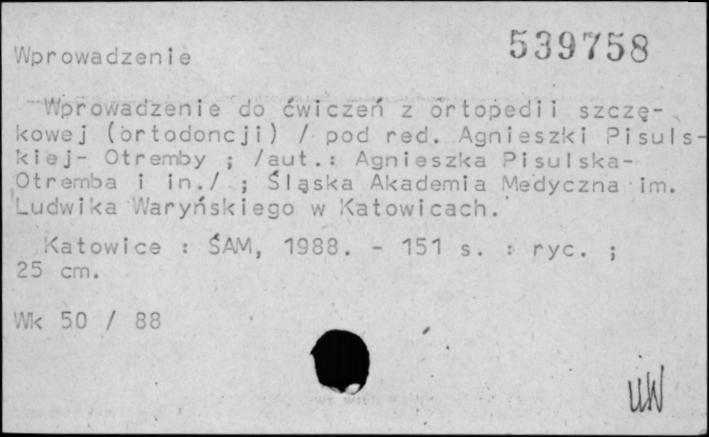 539758
Wprowadzenie
Wprowadzenie do ćwiczeń z ortopedii szczę-
kowej (ortodoncji) / pod red. Agnieszki Pisuls-
kiej- Otremby ; /aut.: Agnieszka Pisulska-
Otremba i in./ ; Śląska Akademia Medyczna im.
Ludwika Waryńskiego w Katowicach.
Katowice : ŚAM, 1988. - 151 s. : ryc. ;
25 cm.
Wk 50 / 88
uW